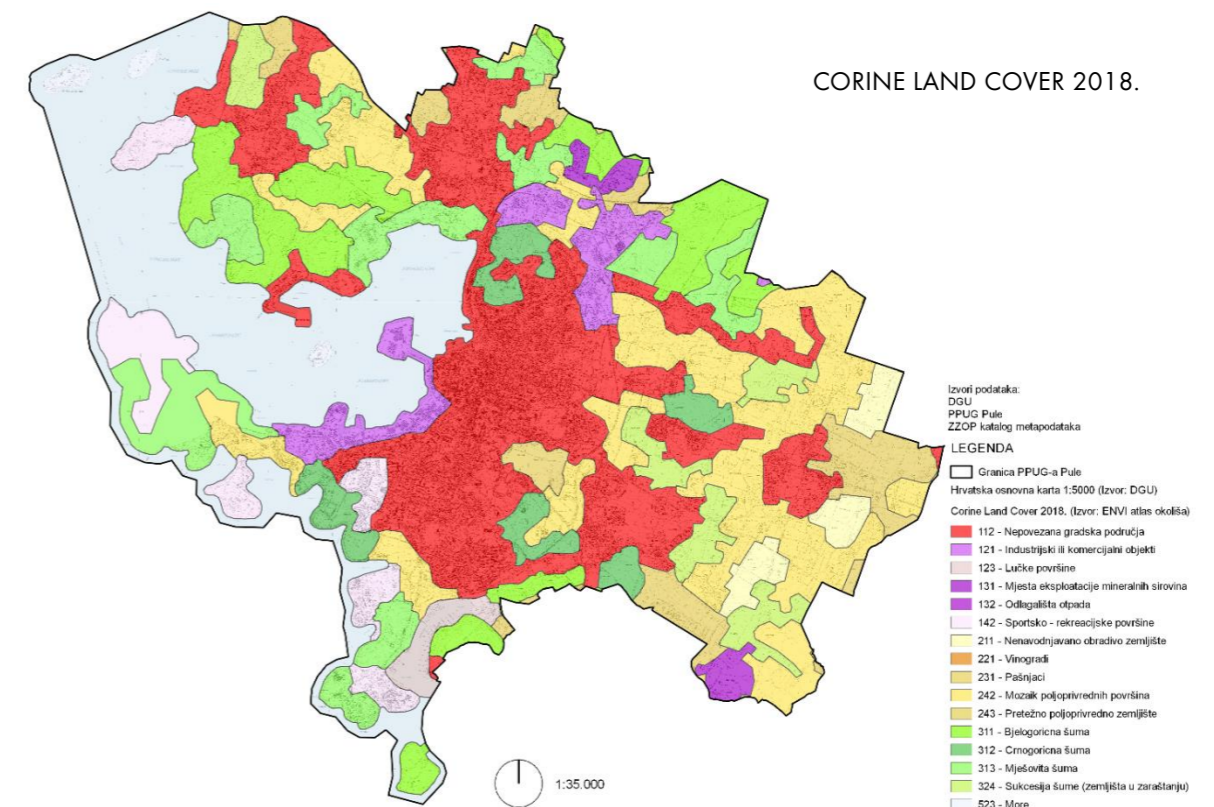 CORINE LAND COVER 2018.
Izvori podataka:
DGU
PPUG Pule
ZZOP katalog metapodataka
LEGENDA
Granica PPUG-a Pule
Hrvatska osnovna karta 1:5000 (Izvor: DGU)
Corine Land Cover 2018. (Izvor: ENVI atlas okoliša)
112 - Nepovezana gradska područja
121 - Industrijski ili komercijalni objekti
123 - Lučke površine
131 - Mjesta eksploatacije mineralnih sirovina
132 - Odlagališta otpada
142 - Sportsko - rekreacijske površine
211 - Nenavodnjavano obradivo zemljište
221 - Vinogradi
231 - Pašnjaci
242 - Mozaik poljoprivrednih površina
243 - Pretežno poljoprivredno zemljište
311 - Bjelogorična šuma
312 - Crnogorična šuma
313 - Mješovita šuma
324 - Sukcesija šume (zemljišta u zaraštanju)
523 - More
1:35.000